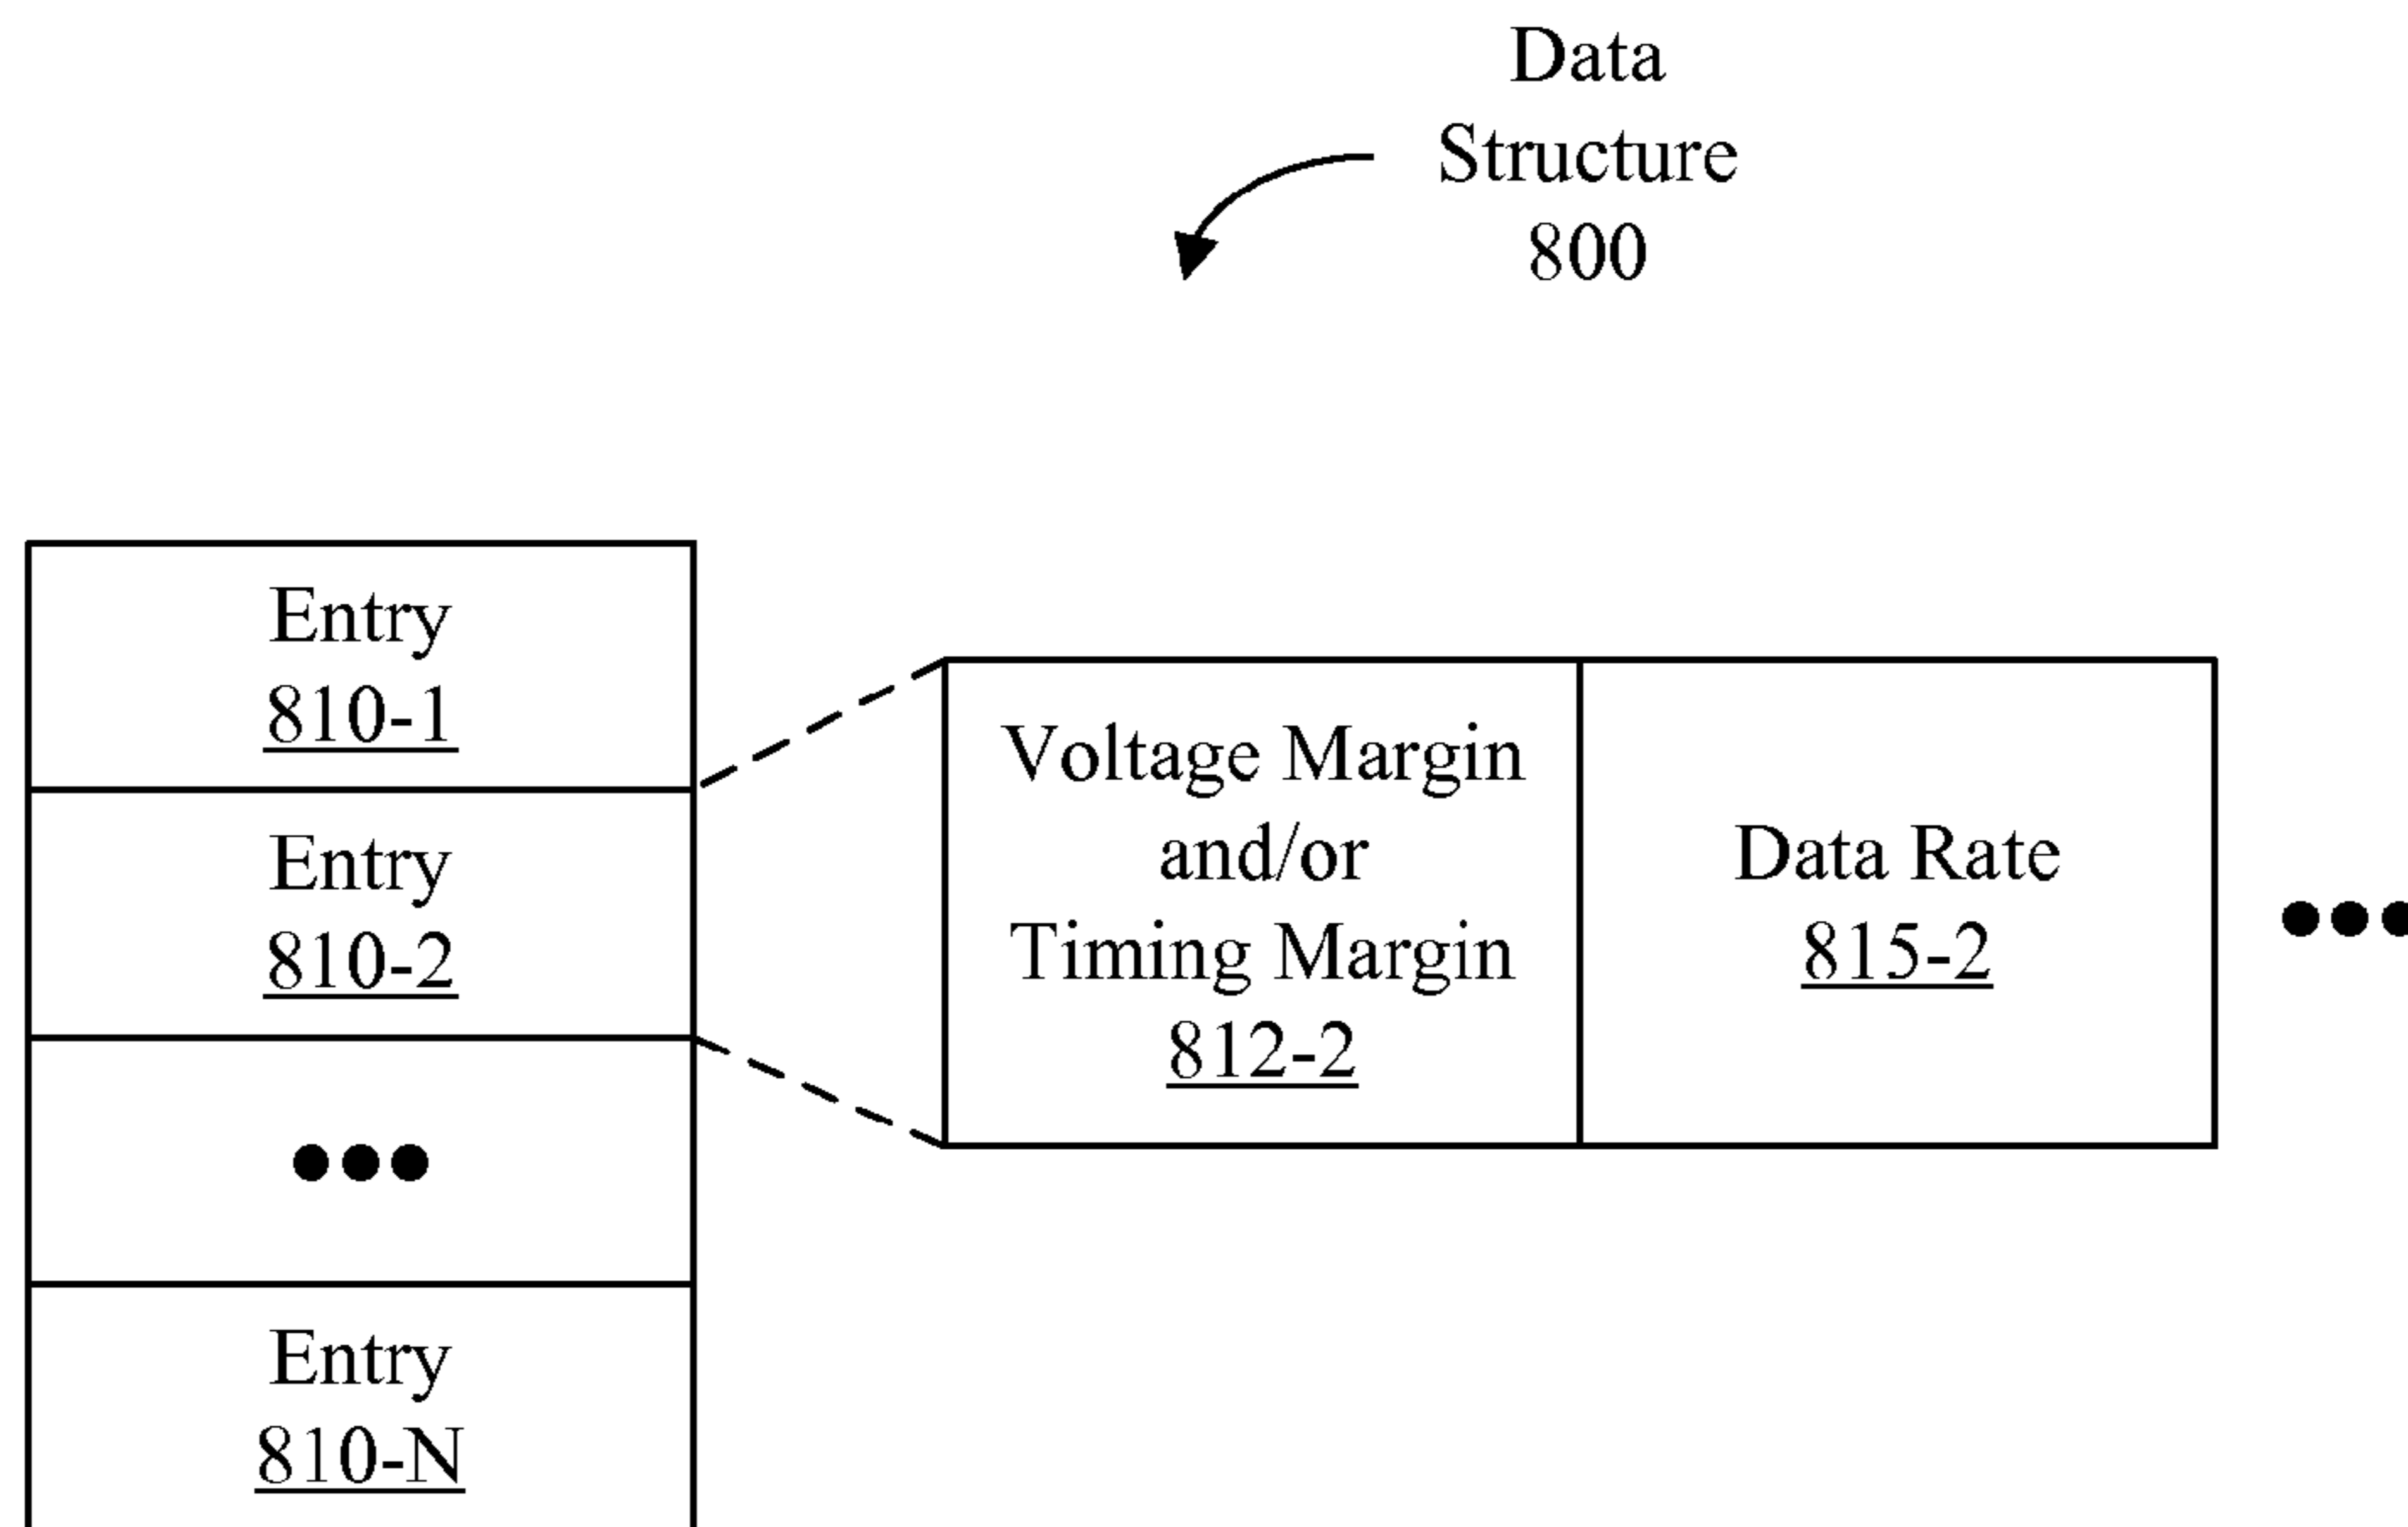 Data
Structure
800
Entry
810-1
Entry
810-2
•••
Entry
810-N
Voltage Margin
and/or
Timing Margin
812-2
Data Rate
815-2
•••